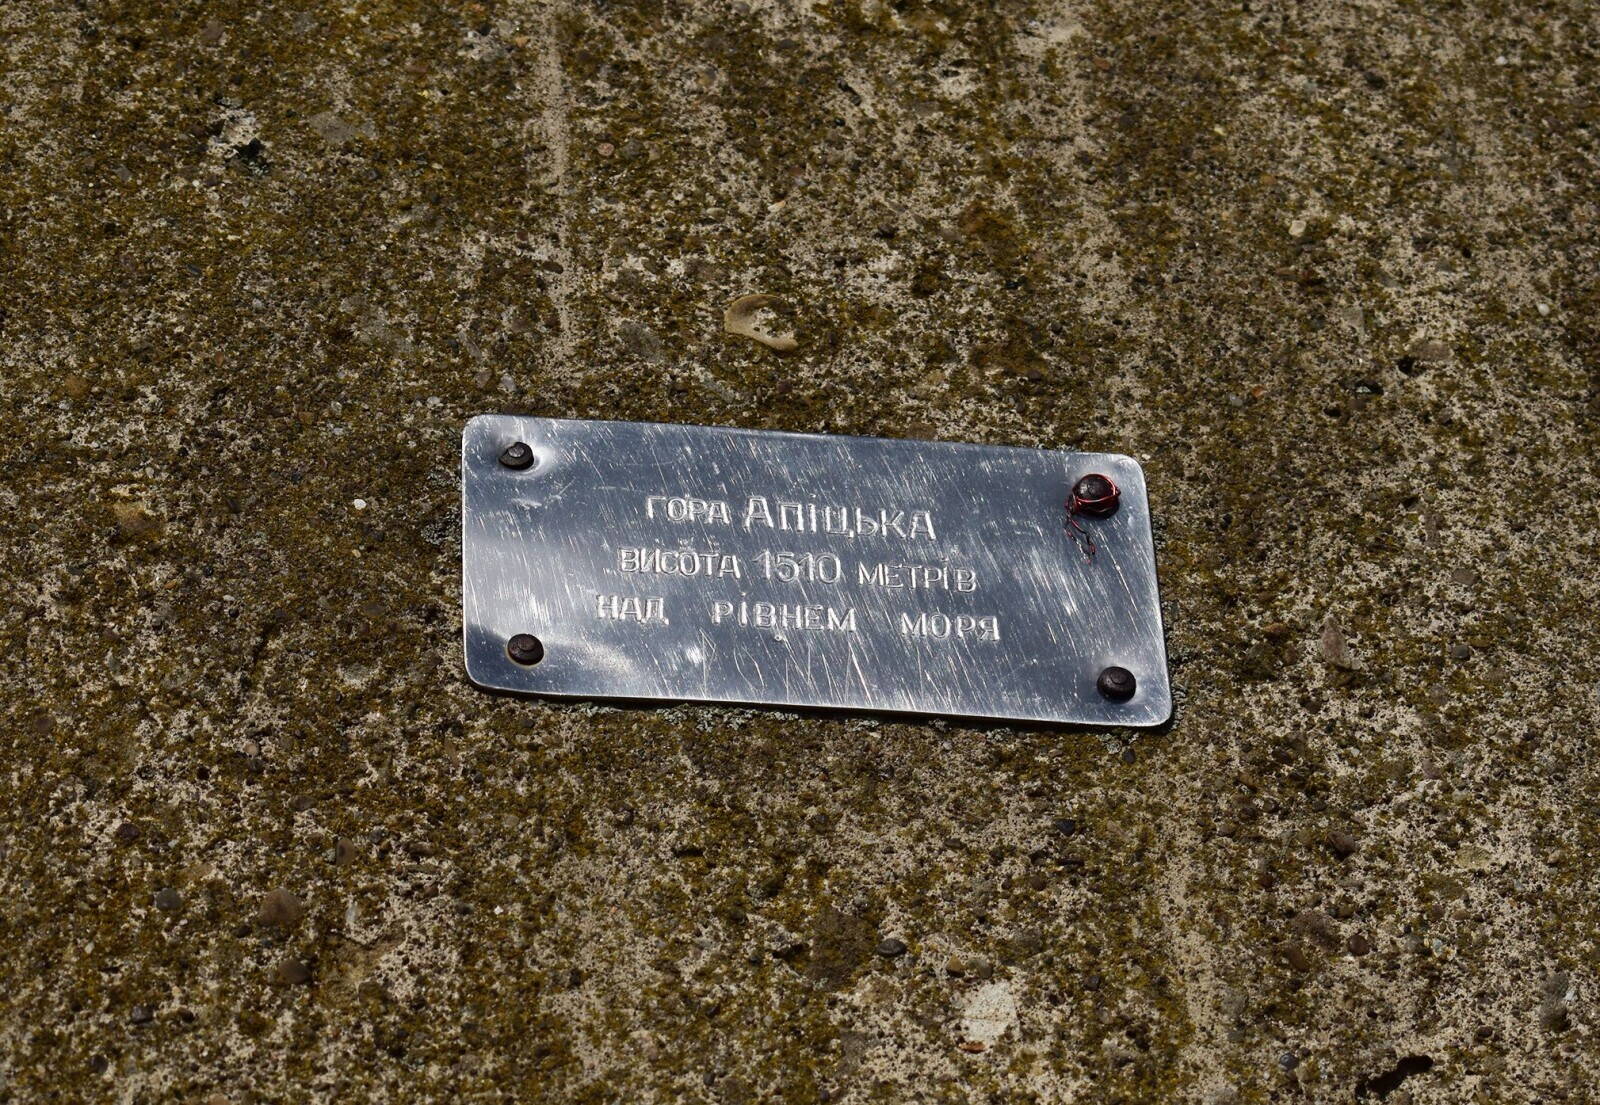 ГОРА АПІЦЬКА
ВИСОТА 1510 МЕТРІВ
НАД РІВНЕМ МОРЯ